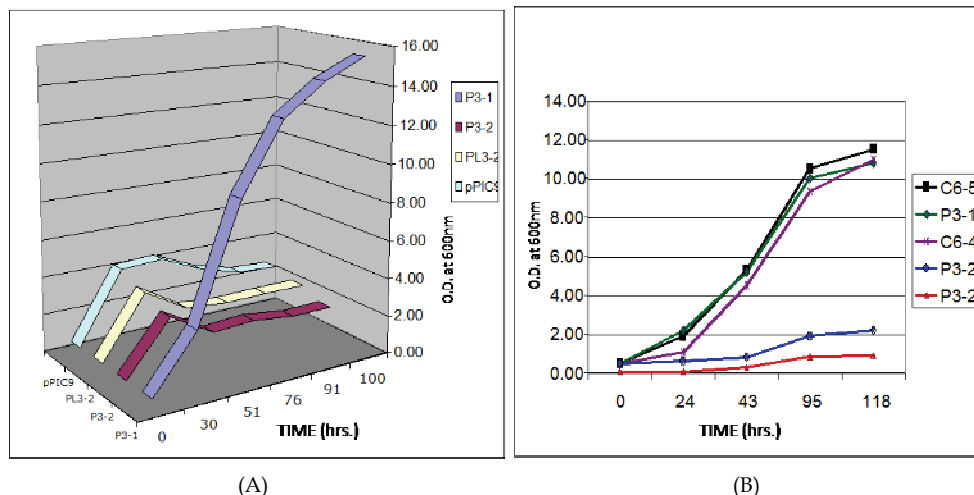 16.00
14.00
12.00
10.00
8.00
6.00
4.00
2.00
0.00
O.D. at 600nm
P3-1
P3-2
PL3-2
pPIC9
pPIC9
PL3-2
P3-2
P3-1
0
30
51
76
91
100
TIME (hrs.)
(A)
14.00
12.00
10.00
8.00
6.00
4.00
2.00
0.00
O.D. at 600nm
0
24
43
95
118
TIME (hrs.)
P3-1
C6-4
P3-2
P3-2
(B)